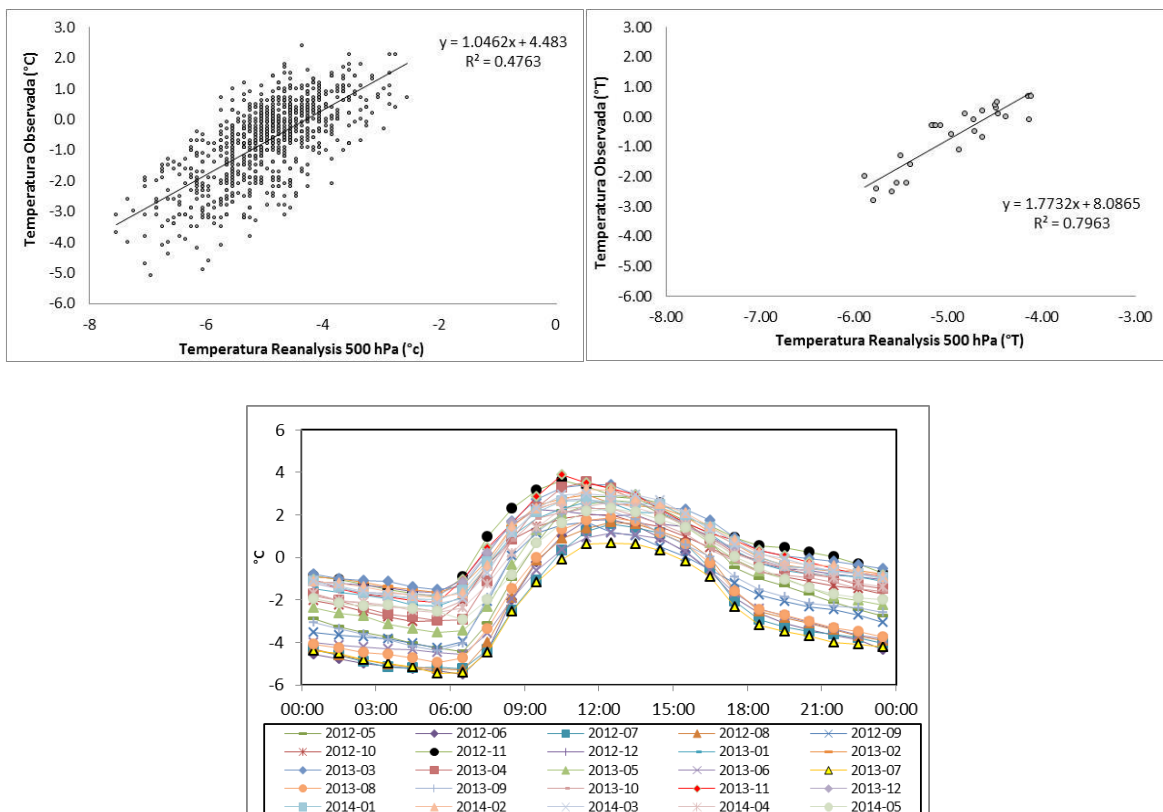 y = 1.0462x + 4.483
R² = 0.4763
3.0
2.0
1.0
0.0
-1.0
-2.0
-3.0
-4.0
-5.0
-6.0
Temperatura Observada (°C)
-8 -6 -4 -2 0
Temperatura Reanalysis 500 hPa (°c)
3.00
2.00
1.00
0.00
-1.00
-2.00
-3.00
-4.00
-5.00
-6.00
Temperatura Observada (°T)
y = 1.7732x + 8.0865
R² = 0.7963
-8.00 -7.00 -6.00 -5.00 -4.00 -3.00
Temperatura Reanalysis 500 hPa (°T)
6
4
2
0
-2
-4
-6
°C
00:00 03:00 06:00 09:00 12:00 15:00 18:00 21:00 00:00
2012-05 2012-06 2012-07 2012-08 2012-09
2012-10 2012-11 2012-12 2013-01 2013-02
2013-03 2013-04 2013-05 2013-06 2013-07
2013-08 2013-09 2013-10 2013-11 2013-12
2014-01 2014-02 2014-03 2014-04 2014-05